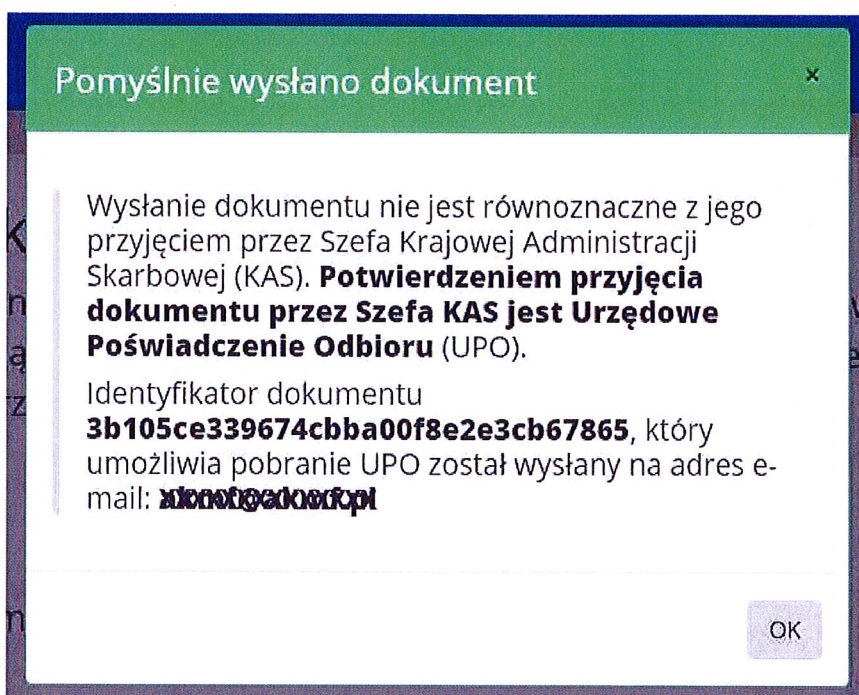 Pomyślnie wysłano dokument
×
Wysłanie dokumentu nie jest równoznaczne z jego
przyjęciem przez Szefa Krajowej Administracji
Skarbowej (KAS). Potwierdzeniem przyjęcia
dokumentu przez Szefa KAS jest Urzędowe
Poświadczenie Odbioru (UPO).
Identyfikator dokumentu
3b105ce339674cbba00f8e2e3cb67865, który
umożliwia pobranie UPO został wysłany na adres e-
mail:
OK